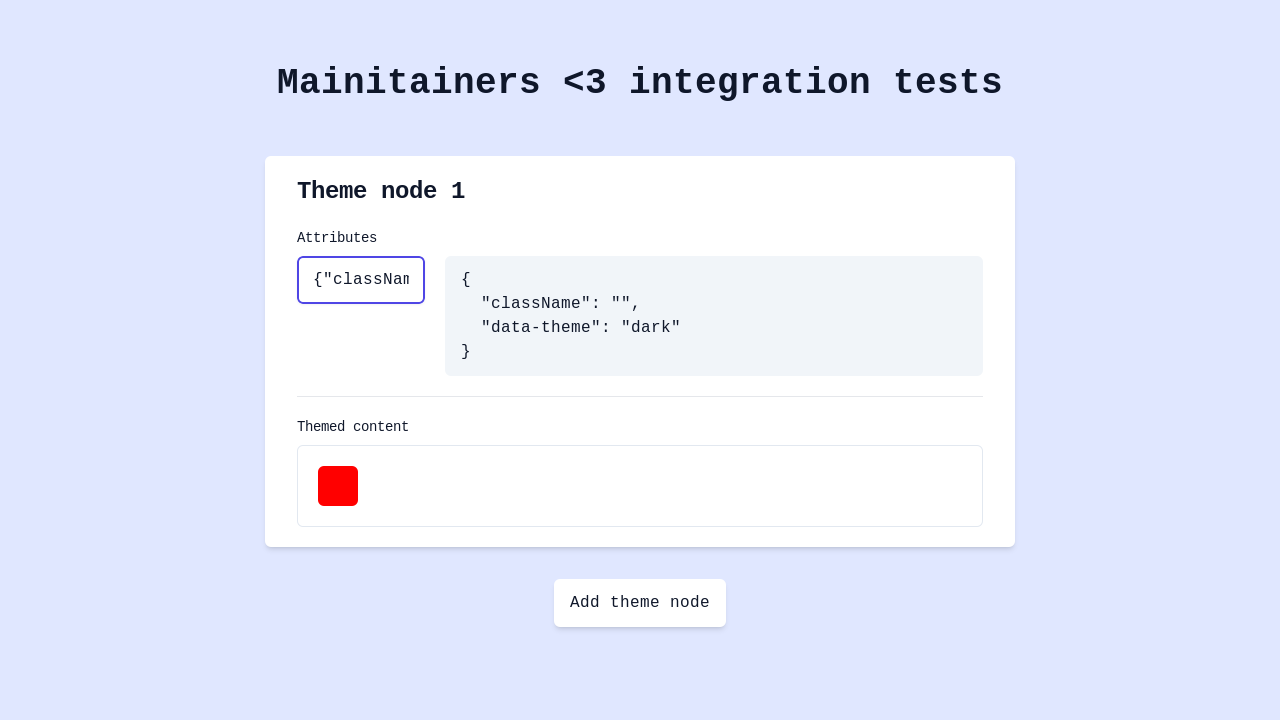 Mainitainers <3 integration tests
Theme node 1
Attributes
{"classNam
{
  "className": "",
  "data-theme": "dark"
}
Themed content
Add theme node